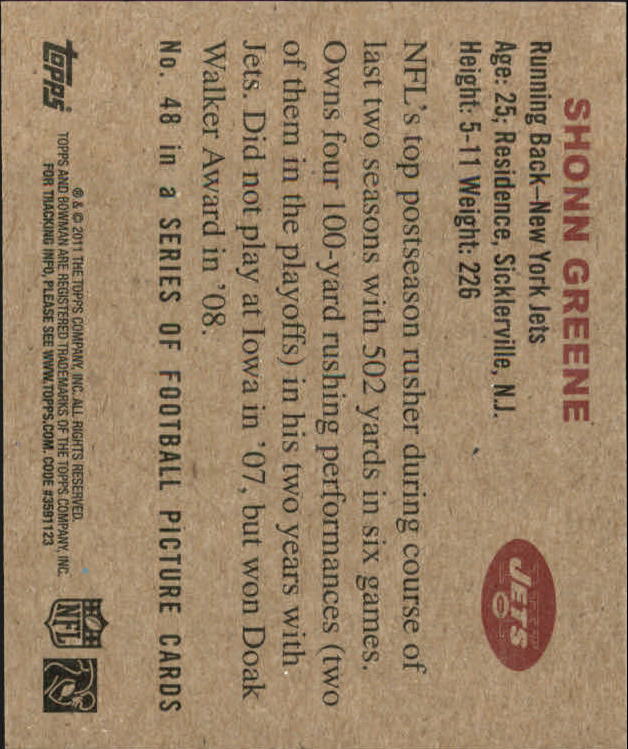 SHONN GREENE
Running Back–New York Jets
Age: 25; Residence, Sicklerville, N.J.
Height: 5-11 Weight: 226
JETS
NFL's top postseason rusher during course of
last two seasons with 502 yards in six games.
Owns four 100-yard rushing performances (two
of them in the playoffs) in his two years with
Jets. Did not play at Iowa in '07, but won Doak
Walker Award in '08.
No. 48 in a SERIES OF FOOTBALL PICTURE CARDS
topps
® & © 2011 THE TOPPS COMPANY, INC. ALL RIGHTS RESERVED.
TOPPS AND BOWMAN ARE REGISTERED TRADEMARKS OF THE TOPPS COMPANY, INC.
FOR TRACKING INFO, PLEASE SEE WWW.TOPPS.COM. CODE #3591123
NFL